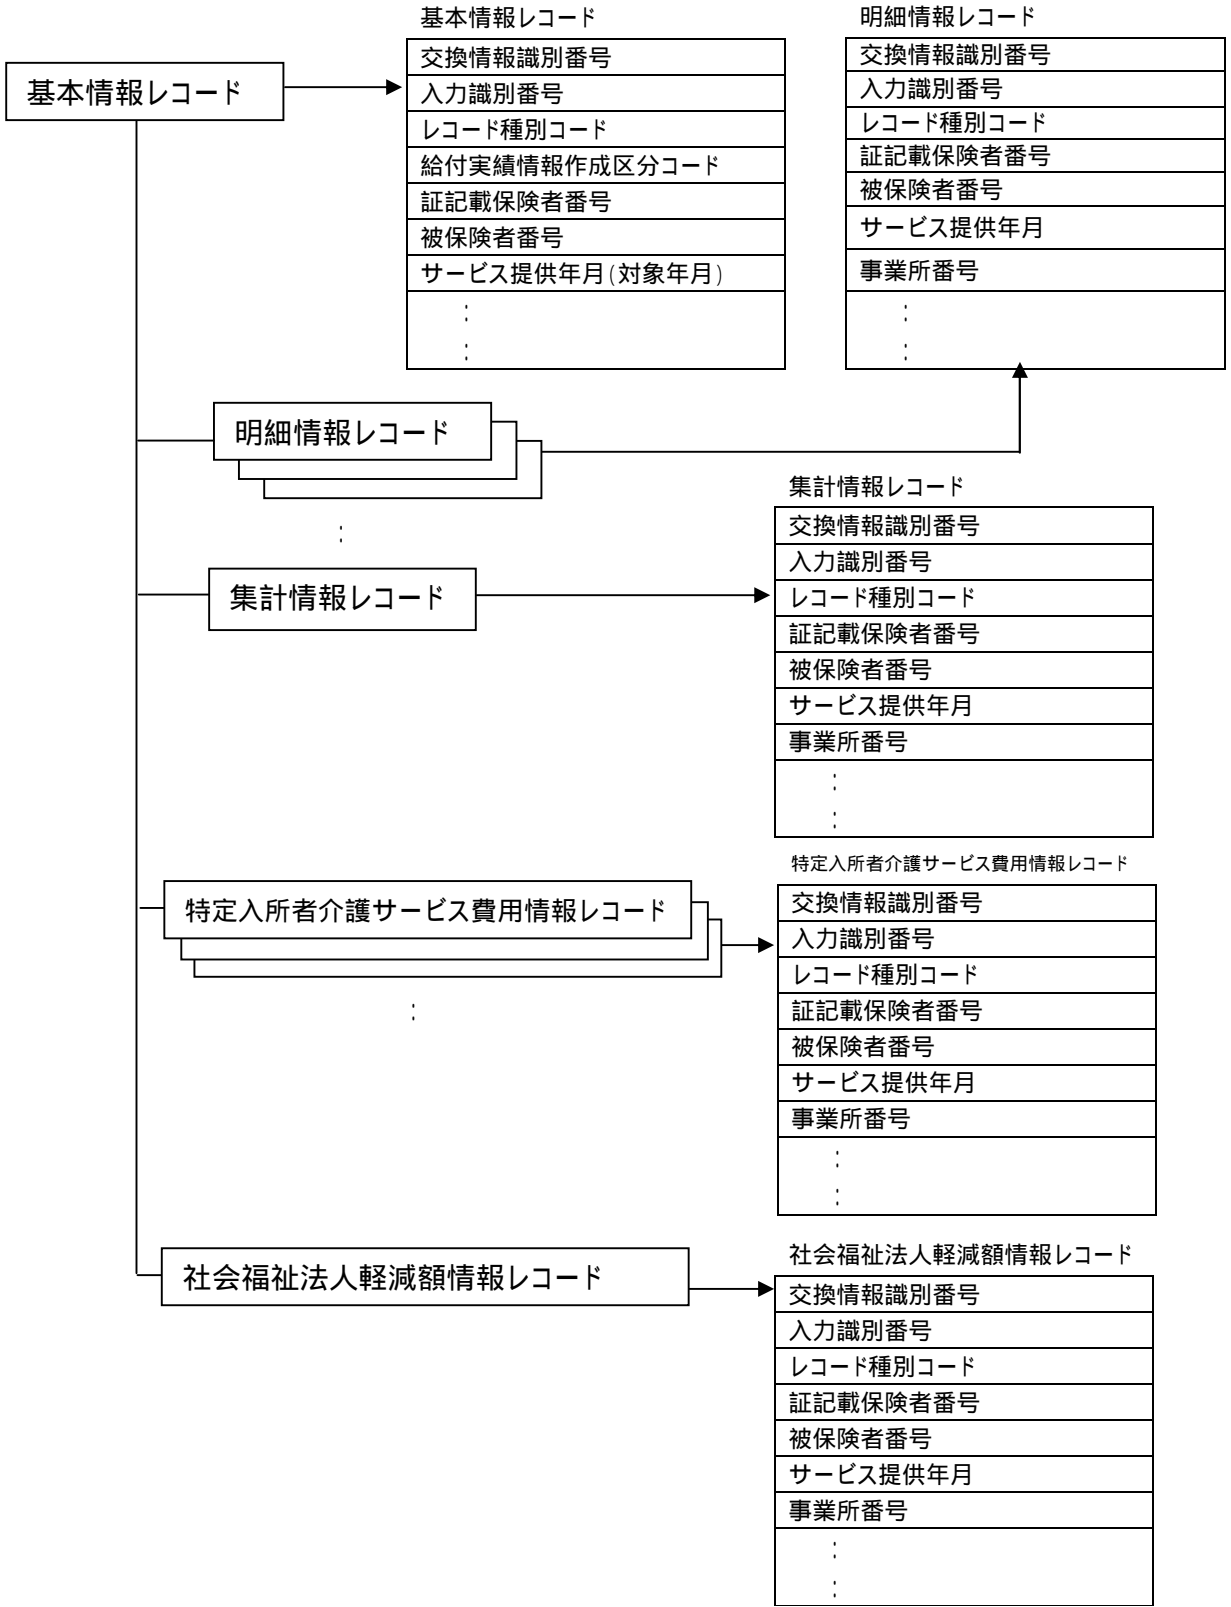 基本情報レコード
基本情報レコード
交換情報識別番号
入力識別番号
レコード種別コード
給付実績情報作成区分コード
証記載保険者番号
被保険者番号
サービス提供年月(対象年月)
:
:
明細情報レコード
交換情報識別番号
入力識別番号
レコード種別コード
証記載保険者番号
被保険者番号
サービス提供年月
事業所番号
:
:
明細情報レコード
:
集計情報レコード
集計情報レコード
交換情報識別番号
入力識別番号
レコード種別コード
証記載保険者番号
被保険者番号
サービス提供年月
事業所番号
:
:
特定入所者介護サービス費用情報レコード
:
特定入所者介護サービス費用情報レコード
交換情報識別番号
入力識別番号
レコード種別コード
証記載保険者番号
被保険者番号
サービス提供年月
事業所番号
:
:
社会福祉法人軽減額情報レコード
社会福祉法人軽減額情報レコード
交換情報識別番号
入力識別番号
レコード種別コード
証記載保険者番号
被保険者番号
サービス提供年月
事業所番号
:
: